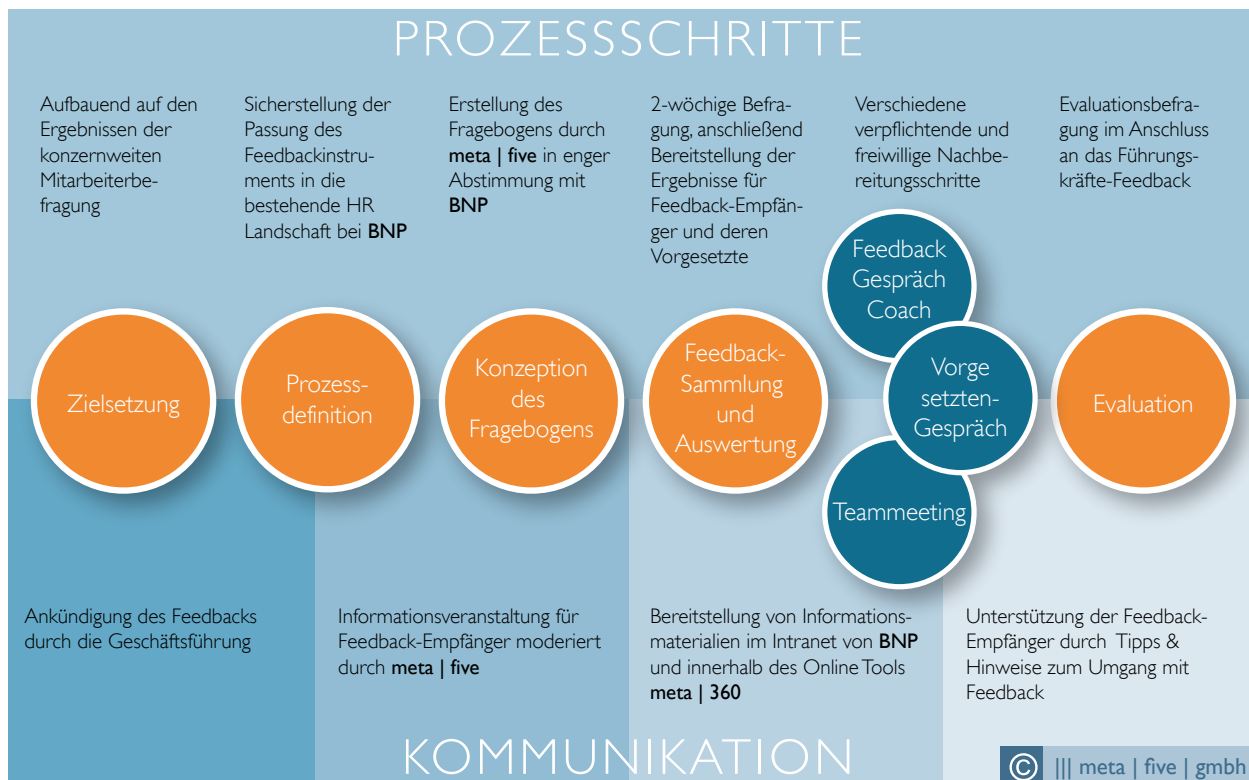 PROZESSSCHRITTE
Aufbauend auf den
Ergebnissen der
konzernweiten
Mitarbeiterbe-
fragung
Sicherstellung der
Passung des
Feedbackinstru-
ments in die
bestehende HR
Landschaft bei BNP
Erstellung des
Fragebogens durch
meta | five in enger
Abstimmung mit
BNP
2-wöchige Befra-
gung, anschließend
Bereitstellung der
Ergebnisse für
Feedback-Empfän-
ger und deren
Vorgesetzte
Verschiedene
verpflichtende und
freiwillige Nachbe-
reitungsschritte
Evaluationsbefra-
gung im Anschluss
an das Führungs-
kräfte-Feedback
Zielsetzung
Prozess-
definition
Konzeption
des
Fragebogens
Feedback-
Sammlung
und
Auswertung
Feedback
Gespräch
Coach
Vorge
setzten-
Gespräch
Teammeeting
Evaluation
Ankündigung des Feedbacks
durch die Geschäftsführung
Informationsveranstaltung für
Feedback-Empfänger moderiert
durch meta | five
Bereitstellung von Informations-
materialien im Intranet von BNP
und innerhalb des Online Tools
meta | 360
Unterstützung der Feedback-
Empfänger durch Tipps &
Hinweise zum Umgang mit
Feedback
KOMMUNIKATION
© ||| meta | five | gmbh